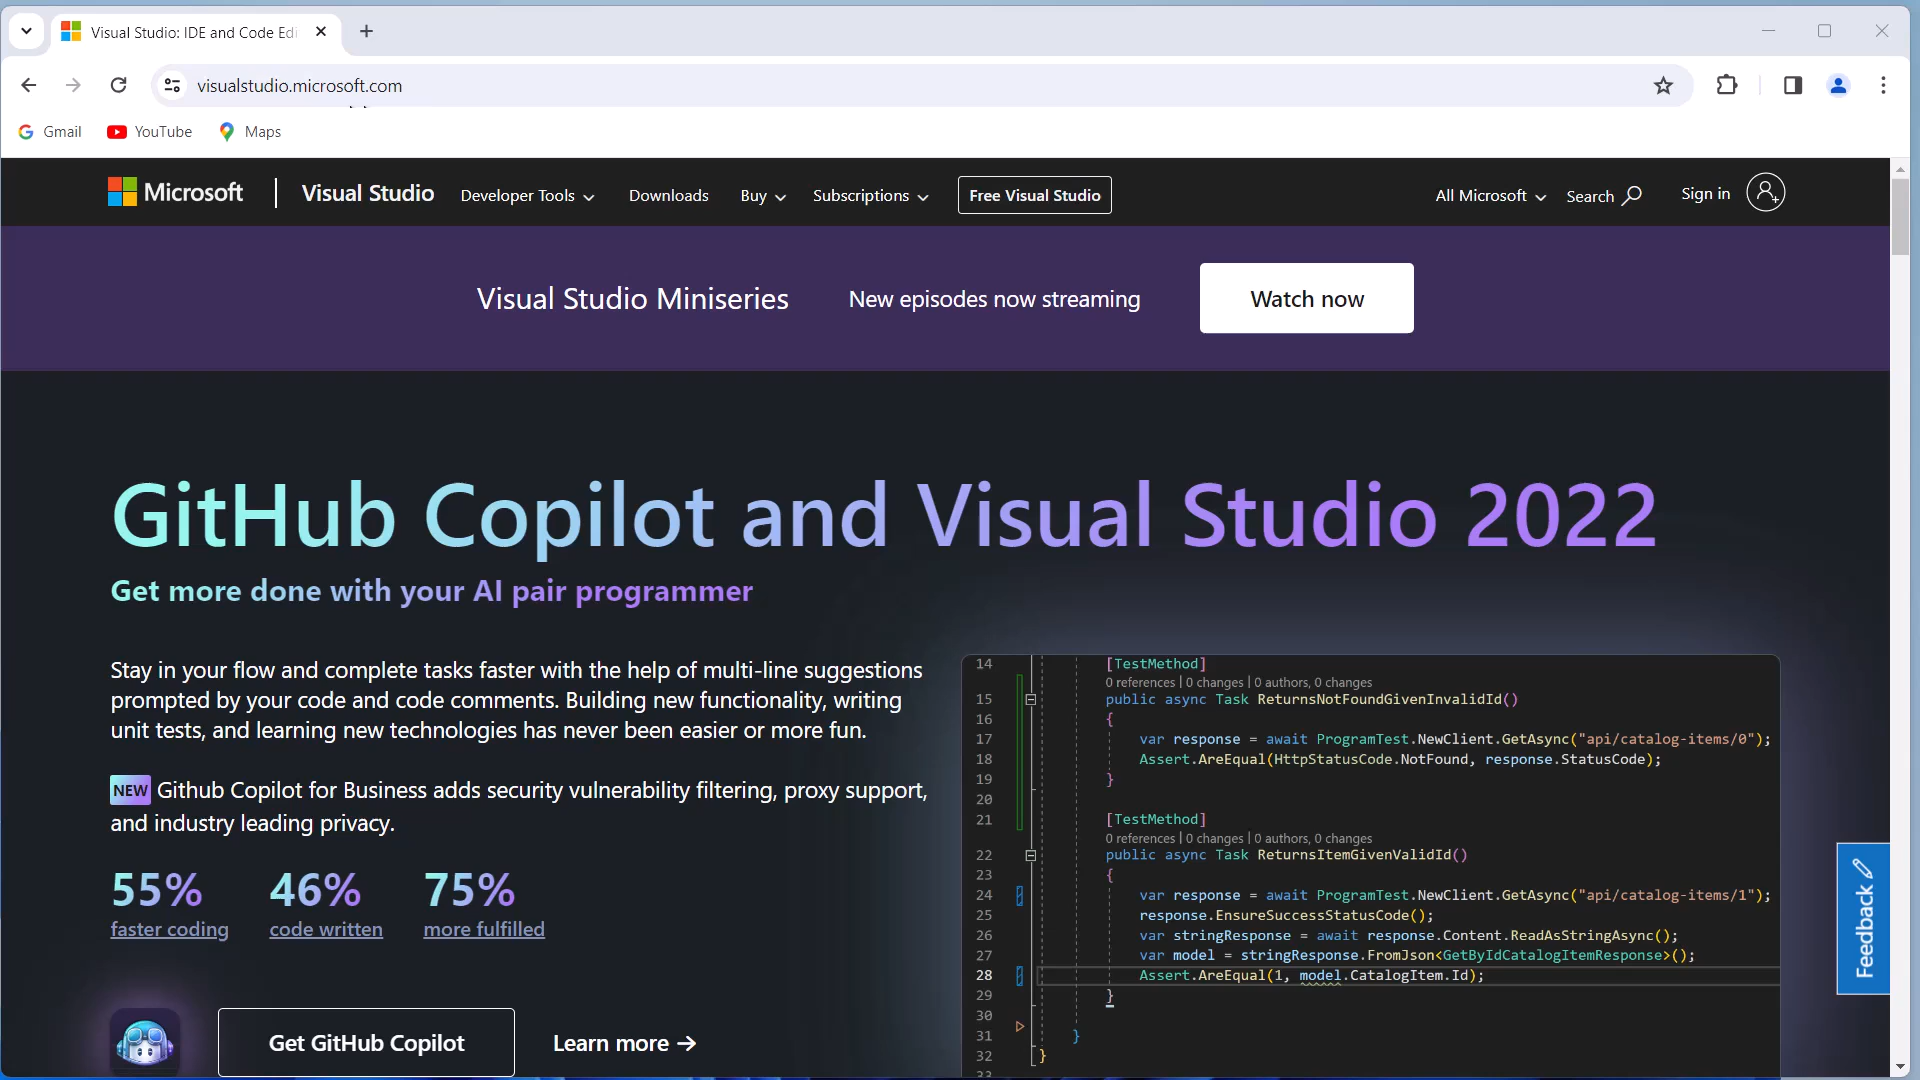 Visual Studio: IDE and Code Edi
visualstudio.microsoft.com
Gmail YouTube Maps
Microsoft Visual Studio Developer Tools Downloads Buy Subscriptions Free Visual Studio All Microsoft Search Sign in
Visual Studio Miniseries New episodes now streaming Watch now
GitHub Copilot and Visual Studio 2022
Get more done with your AI pair programmer
Stay in your flow and complete tasks faster with the help of multi-line suggestions
prompted by your code and code comments. Building new functionality, writing
unit tests, and learning new technologies has never been easier or more fun.
NEW Github Copilot for Business adds security vulnerability filtering, proxy support,
and industry leading privacy.
55% 46% 75%
faster coding code written more fulfilled
Get GitHub Copilot Learn more →
14 [TestMethod]
0 references | 0 changes | 0 authors, 0 changes
15 public async Task ReturnsNotFoundGivenInvalidId()
16 {
17 var response = await ProgramTest.NewClient.GetAsync("api/catalog-items/0");
18 Assert.AreEqual(HttpStatusCode.NotFound, response.StatusCode);
19 }
20
21 [TestMethod]
0 references | 0 changes | 0 authors, 0 changes
22 public async Task ReturnsItemGivenValidId()
23 {
24 var response = await ProgramTest.NewClient.GetAsync("api/catalog-items/1");
25 response.EnsureSuccessStatusCode();
26 var stringResponse = await response.Content.ReadAsStringAsync();
27 var model = stringResponse.FromJson<GetByIdCatalogItemResponse>();
28 Assert.AreEqual(1, model.CatalogItem.Id);
29 }
30
31 }
32 }
33
Feedback